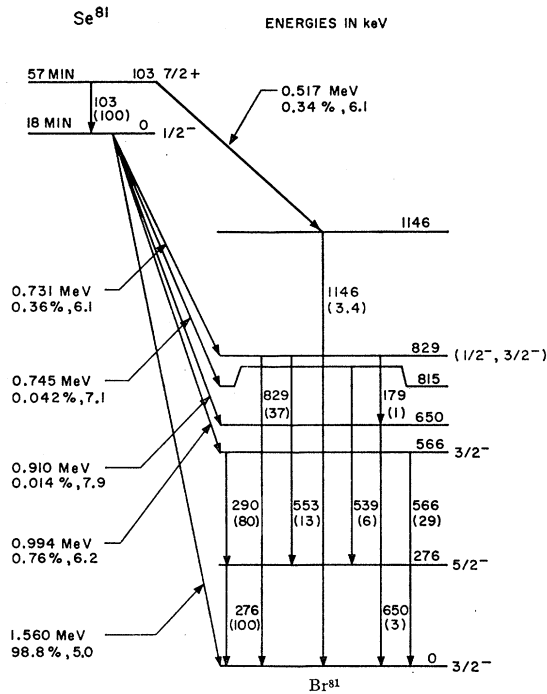 Se⁸¹
ENERGIES IN keV
57 MIN
103 7/2+
103
(100)
0.517 MeV
0.34 %, 6.1
18 MIN
0
1/2⁻
1146
0.731 MeV
0.36%, 6.1
1146
(3.4)
829
(1/2⁻, 3/2⁻)
0.745 MeV
0.042%, 7.1
829
(37)
179
(1)
815
650
0.910 MeV
0.014 %, 7.9
566
3/2⁻
290
(80)
553
(13)
539
(6)
566
(29)
0.994 MeV
0.76%, 6.2
276
5/2⁻
276
(100)
650
(3)
1.560 MeV
98.8%, 5.0
0
3/2⁻
Br⁸¹